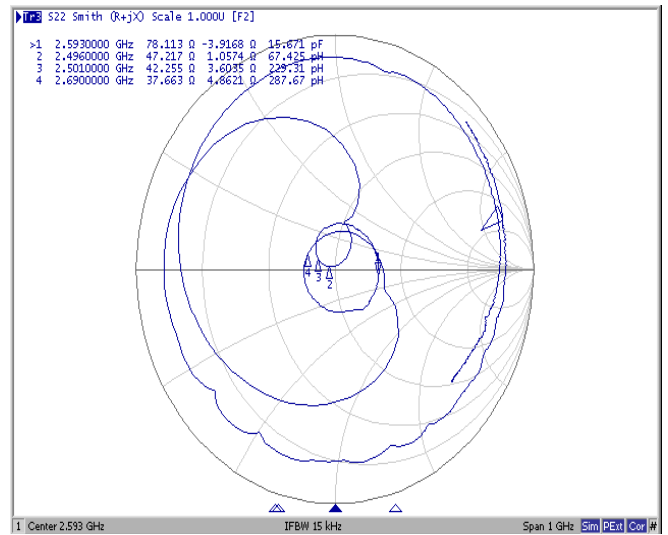 Tr3 S22 Smith (R+jX) Scale 1.000U [F2]
>1 2.5930000 GHz 78.113 Ω -3.9168 Ω 15.671 pF
2 2.4960000 GHz 47.217 Ω 1.0574 Ω 67.425 pH
3 2.5010000 GHz 42.255 Ω 3.6035 Ω 229.31 pH
4 2.6900000 GHz 37.663 Ω 4.8621 Ω 287.67 pH
4 3 2
1 Center 2.593 GHz IFBW 15 kHz Span 1 GHz Sim PExt Cor #